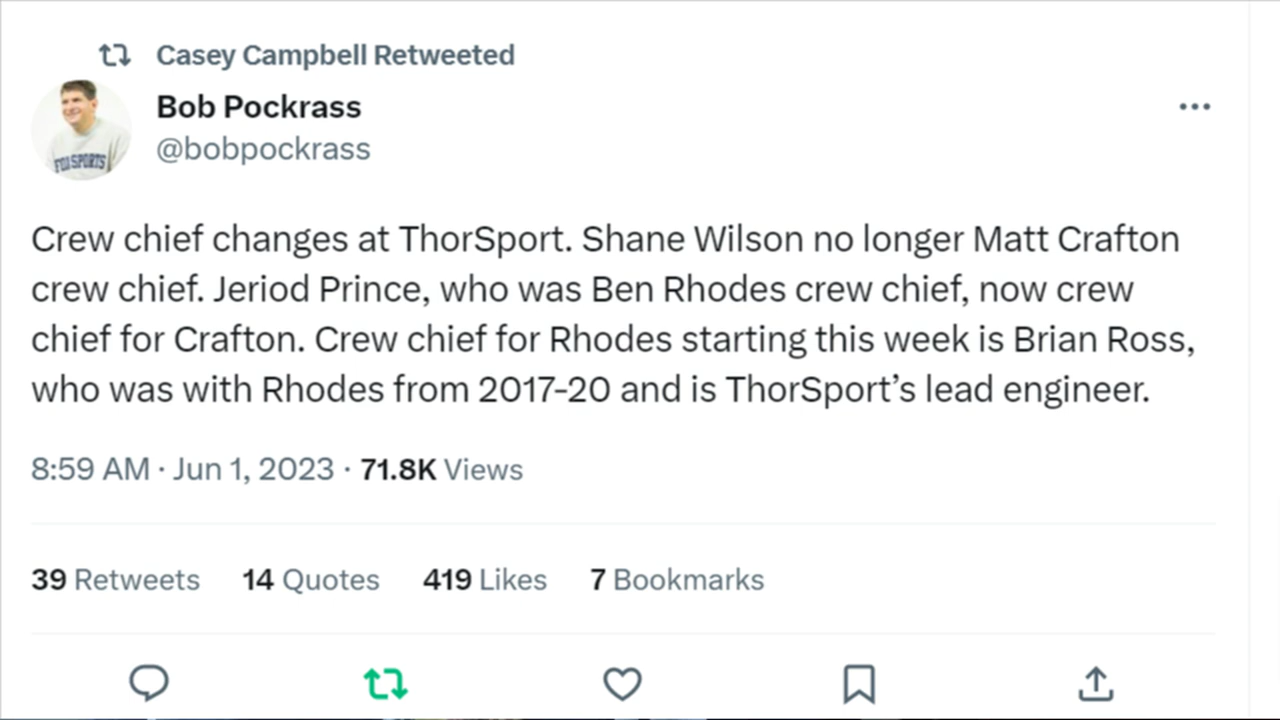 Casey Campbell Retweeted
Bob Pockrass
@bobpockrass
FOX SPORTS
Crew chief changes at ThorSport. Shane Wilson no longer Matt Crafton
crew chief. Jeriod Prince, who was Ben Rhodes crew chief, now crew
chief for Crafton. Crew chief for Rhodes starting this week is Brian Ross,
who was with Rhodes from 2017-20 and is ThorSport’s lead engineer.
8:59 AM · Jun 1, 2023 · 71.8K Views
39 Retweets 14 Quotes 419 Likes 7 Bookmarks